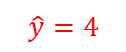 ŷ = 4